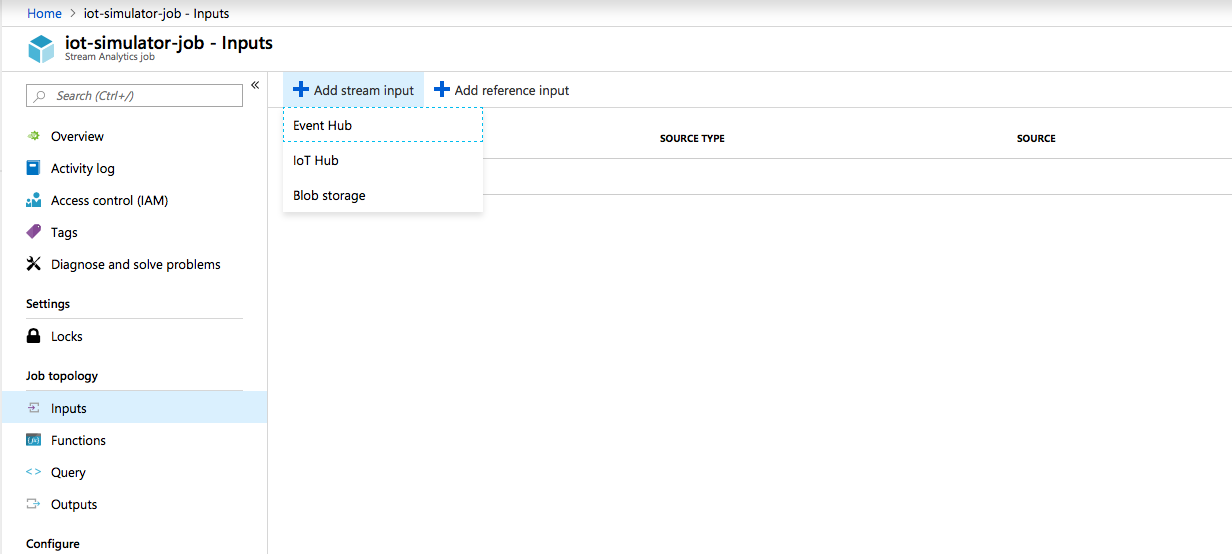 Home > iot-simulator-job - Inputs
iot-simulator-job - Inputs
Stream Analytics job
Search (Ctrl+/)
«
Overview
Activity log
Access control (IAM)
Tags
Diagnose and solve problems
Settings
Locks
Job topology
Inputs
Functions
Query
Outputs
Configure
Add stream input
Add reference input
Event Hub
IoT Hub
Blob storage
SOURCE TYPE
SOURCE